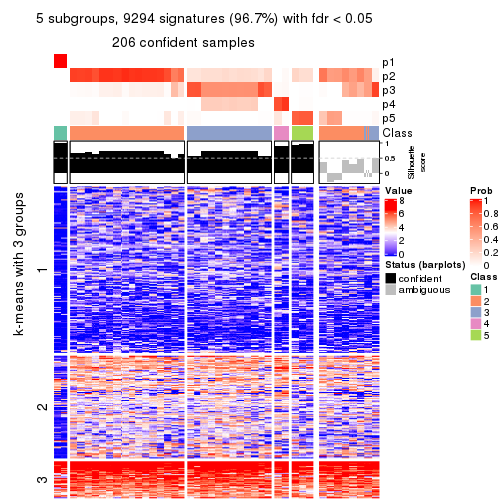 5 subgroups, 9294 signatures (96.7%) with fdr < 0.05
206 confident samples
p1
p2
p3
p4
p5
Class
1
0.5
0
Silhouette
score
k-means with 3 groups
1
2
3
Value
8
6
4
2
0
Status (barplots)
confident
ambiguous
Prob
1
0.8
0.6
0.4
0.2
0
Class
1
2
3
4
5